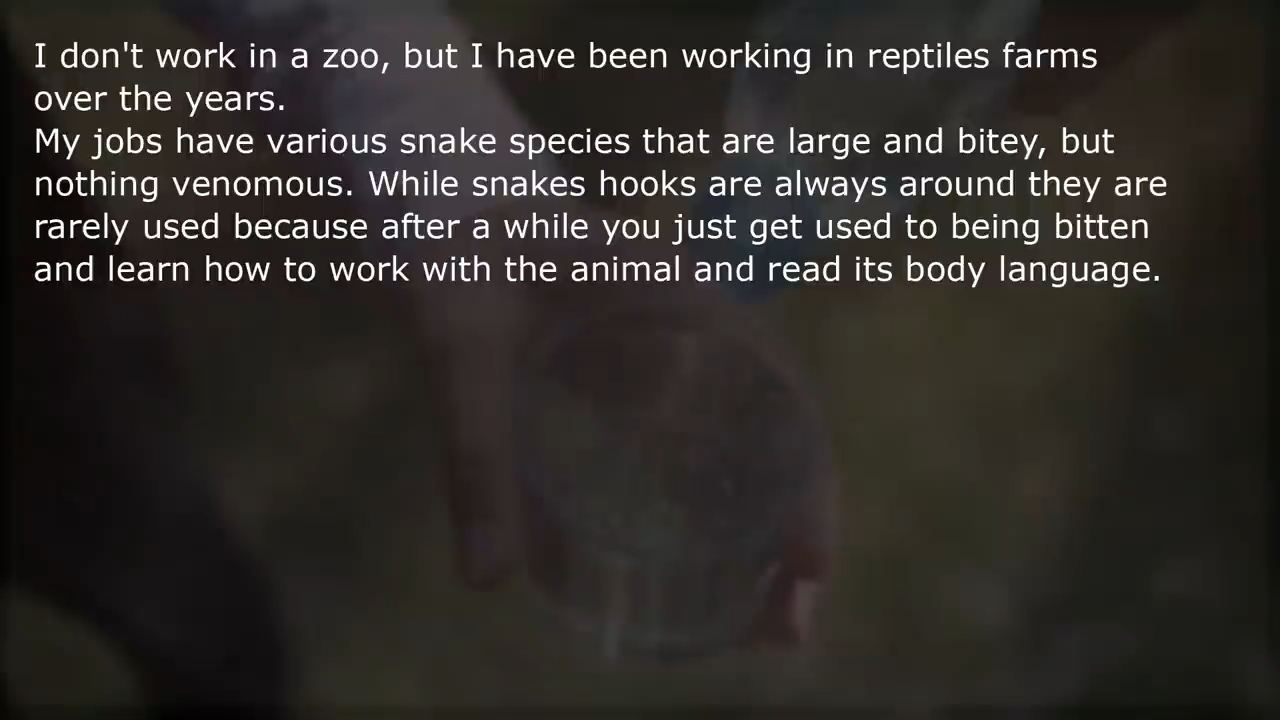 I don't work in a zoo, but I have been working in reptiles farms
over the years.
My jobs have various snake species that are large and bitey, but
nothing venomous. While snakes hooks are always around they are
rarely used because after a while you just get used to being bitten
and learn how to work with the animal and read its body language.